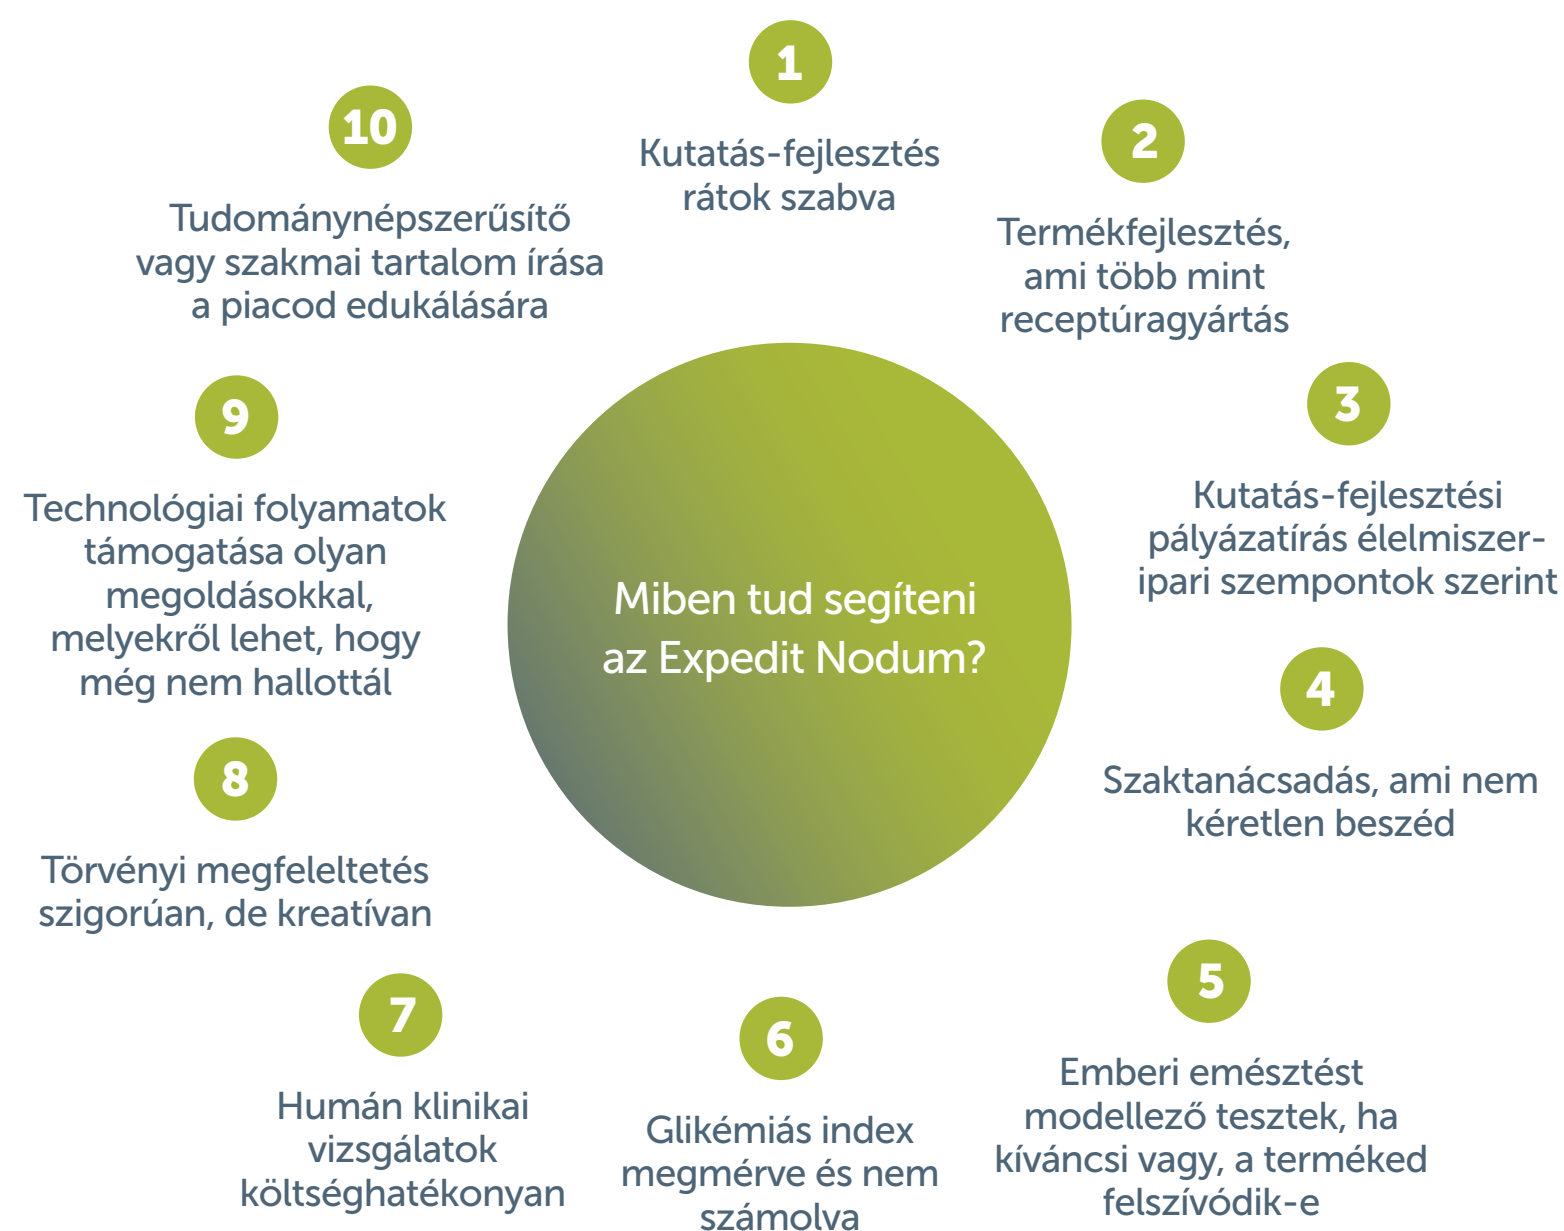 Miben tud segíteni
az Expedit Nodum?
1
Kutatás-fejlesztés
rátok szabva
2
Termékfejlesztés,
ami több mint
receptúragyártás
3
Kutatás-fejlesztési
pályázatírás élelmiszer-
ipari szempontok szerint
4
Szaktanácsadás, ami nem
kéretlen beszéd
5
Emberi emésztést
modellező tesztek, ha
kíváncsi vagy, a terméked
felszívódik-e
6
Glikémiás index
megmérve és nem
számolva
7
Humán klinikai
vizsgálatok
költséghatékonyan
8
Törvényi megfeleltetés
szigorúan, de kreatívan
9
Technológiai folyamatok
támogatása olyan
megoldásokkal,
melyekről lehet, hogy
még nem hallottál
10
Tudománynépszerűsítő
vagy szakmai tartalom írása
a piacod edukálására